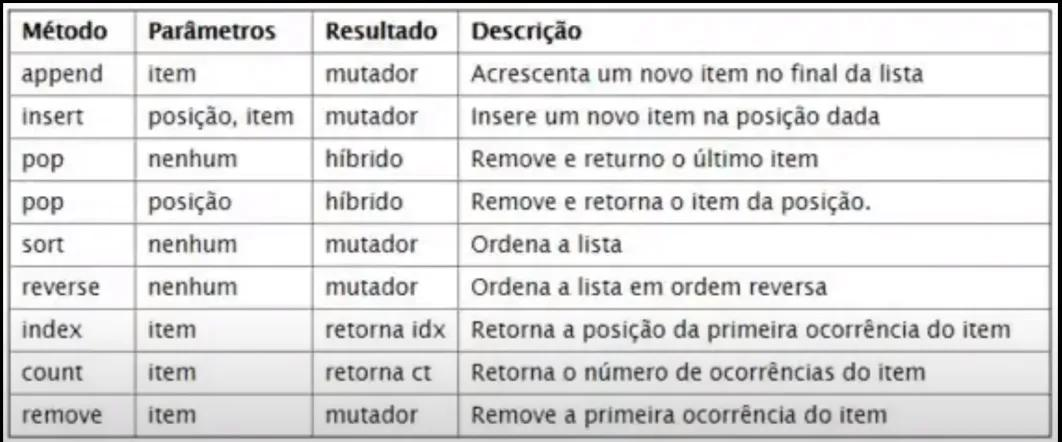 Método Parâmetros Resultado Descrição
append item mutador Acrescenta um novo item no final da lista
insert posição, item mutador Insere um novo item na posição dada
pop nenhum híbrido Remove e returno o último item
pop posição híbrido Remove e retorna o item da posição.
sort nenhum mutador Ordena a lista
reverse nenhum mutador Ordena a lista em ordem reversa
index item retorna idx Retorna a posição da primeira ocorrência do item
count item retorna ct Retorna o número de ocorrências do item
remove item mutador Remove a primeira ocorrência do item